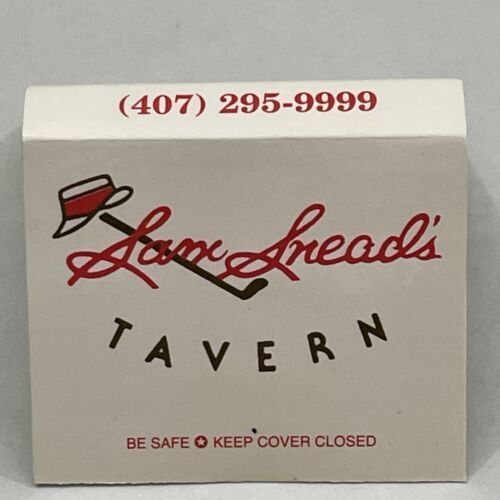 (407) 295-9999
Sam Snead's
TAVERN
BE SAFE ✪ KEEP COVER CLOSED